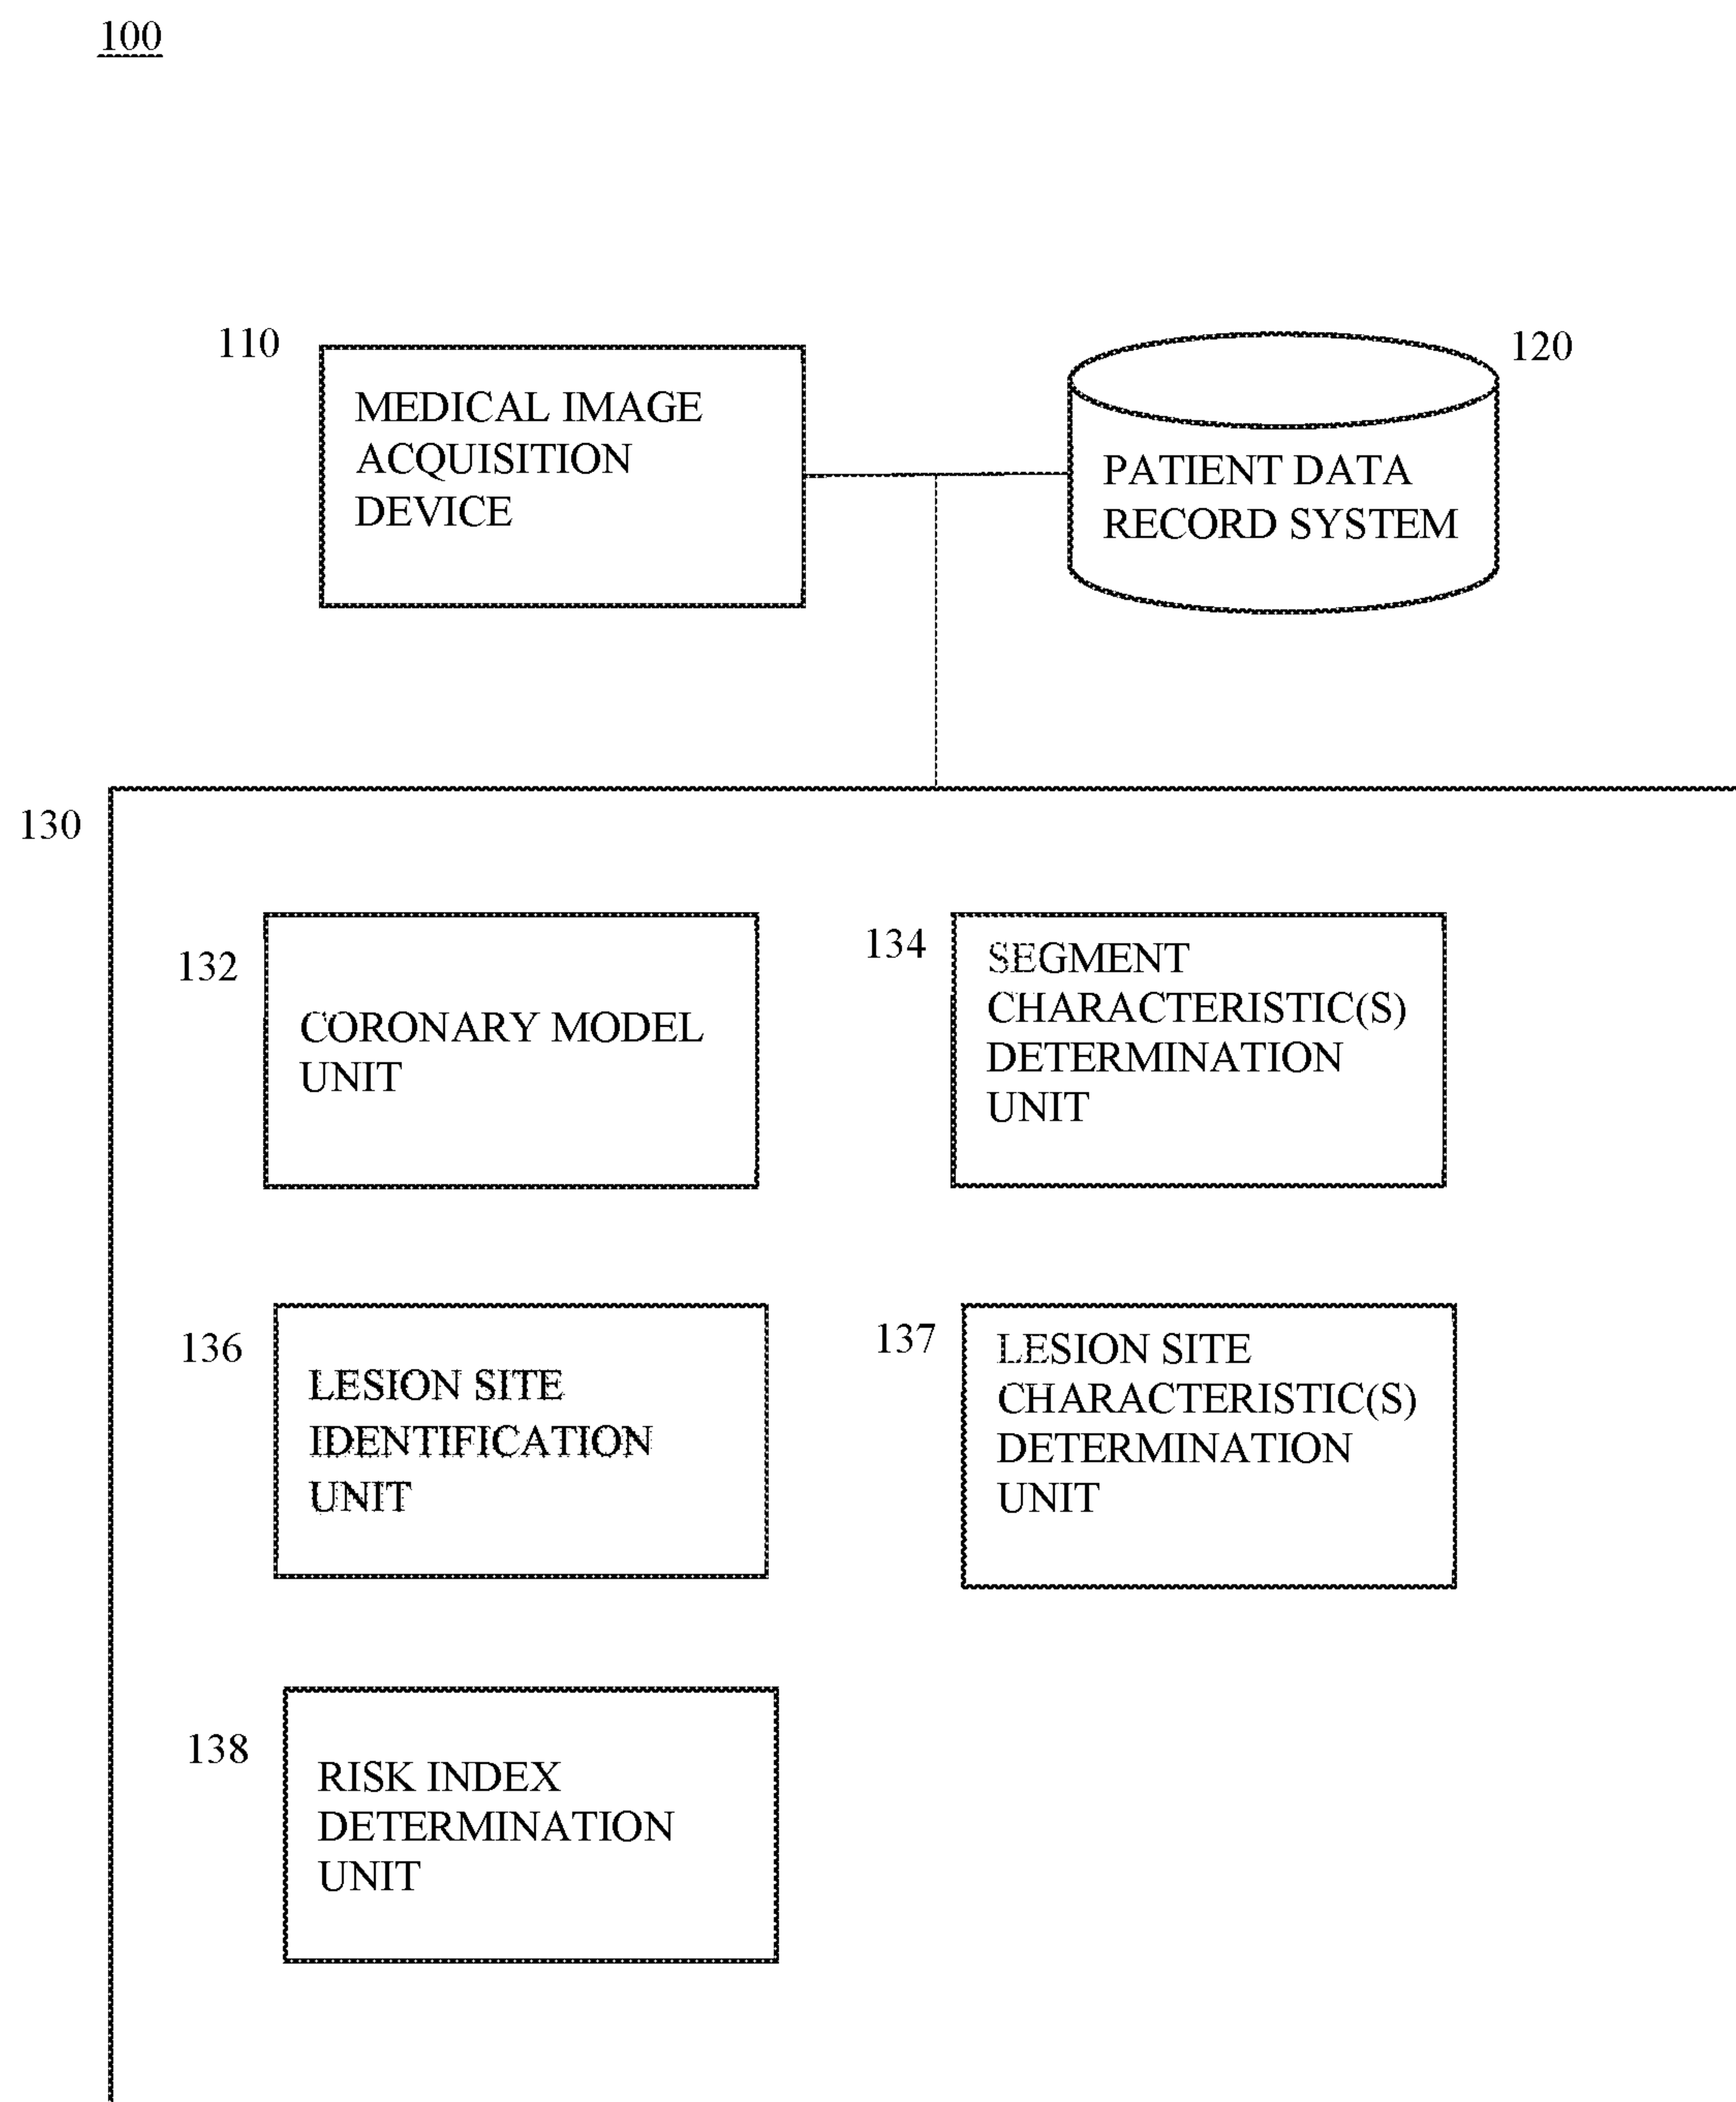 100
110
MEDICAL IMAGE
ACQUISITION
DEVICE
120
PATIENT DATA
RECORD SYSTEM
130
132
CORONARY MODEL
UNIT
134
SEGMENT
CHARACTERISTIC(S)
DETERMINATION
UNIT
136
LESION SITE
IDENTIFICATION
UNIT
137
LESION SITE
CHARACTERISTIC(S)
DETERMINATION
UNIT
138
RISK INDEX
DETERMINATION
UNIT